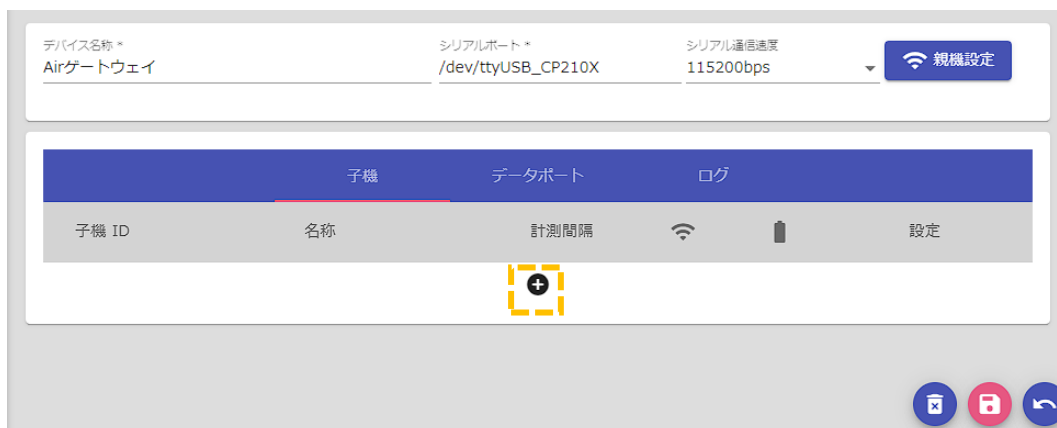 デバイス名称 * シリアルポート * シリアル通信速度
Airゲートウェイ /dev/ttyUSB_CP210X 115200bps 親機設定
子機 データポート ログ
子機 ID 名称 計測間隔 設定